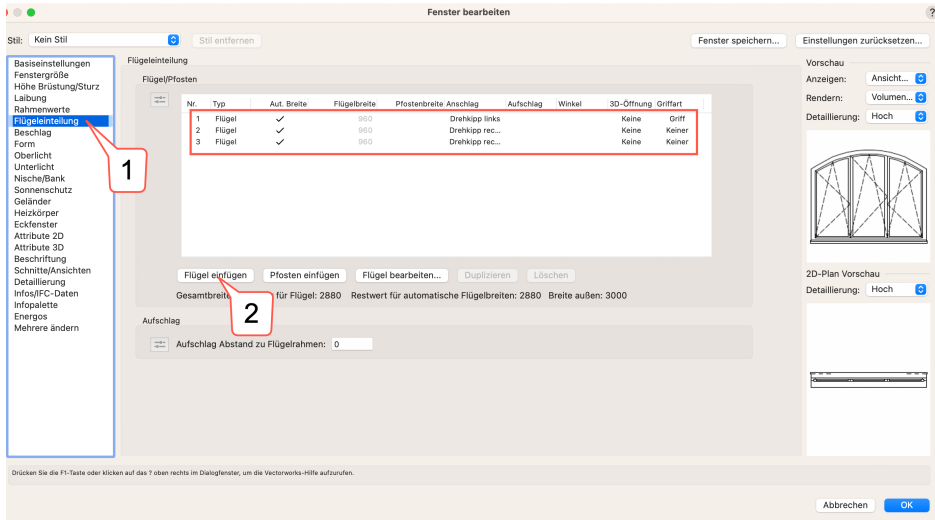 Fenster bearbeiten
?
Stil: Kein Stil
Stil entfernen
Fenster speichern...
Einstellungen zurücksetzen...
Basiseinstellungen
Fenstergröße
Höhe Brüstung/Sturz
Laibung
Rahmenwerte
Flügeleinteilung
Beschlag
Form
Oberlicht
Unterlicht
Nische/Bank
Sonnenschutz
Geländer
Heizkörper
Eckfenster
Attribute 2D
Attribute 3D
Beschriftung
Schnitte/Ansichten
Detaillierung
Infos/IFC-Daten
Infopalette
Energos
Mehrere ändern
1
Flügeleinteilung
Flügel/Pfosten
Nr. Typ Aut. Breite Flügelbreite Pfostenbreite Anschlag Aufschlag Winkel 3D-Öffnung Griffart
1 Flügel ✓ 960 Drehkipp links Keine Griff
2 Flügel ✓ 960 Drehkipp rec... Keine Keiner
3 Flügel ✓ 960 Drehkipp rec... Keine Keiner
Flügel einfügen
Pfosten einfügen
Flügel bearbeiten...
Duplizieren
Löschen
2
Gesamtbreite für Flügel: 2880 Restwert für automatische Flügelbreiten: 2880 Breite außen: 3000
Aufschlag
Aufschlag Abstand zu Flügelrahmen: 0
Vorschau
Anzeigen: Ansicht...
Rendern: Volumen...
Detaillierung: Hoch
2D-Plan Vorschau
Detaillierung: Hoch
Drücken Sie die F1-Taste oder klicken auf das ? oben rechts im Dialogfenster, um die Vectorworks-Hilfe aufzurufen.
Abbrechen
OK